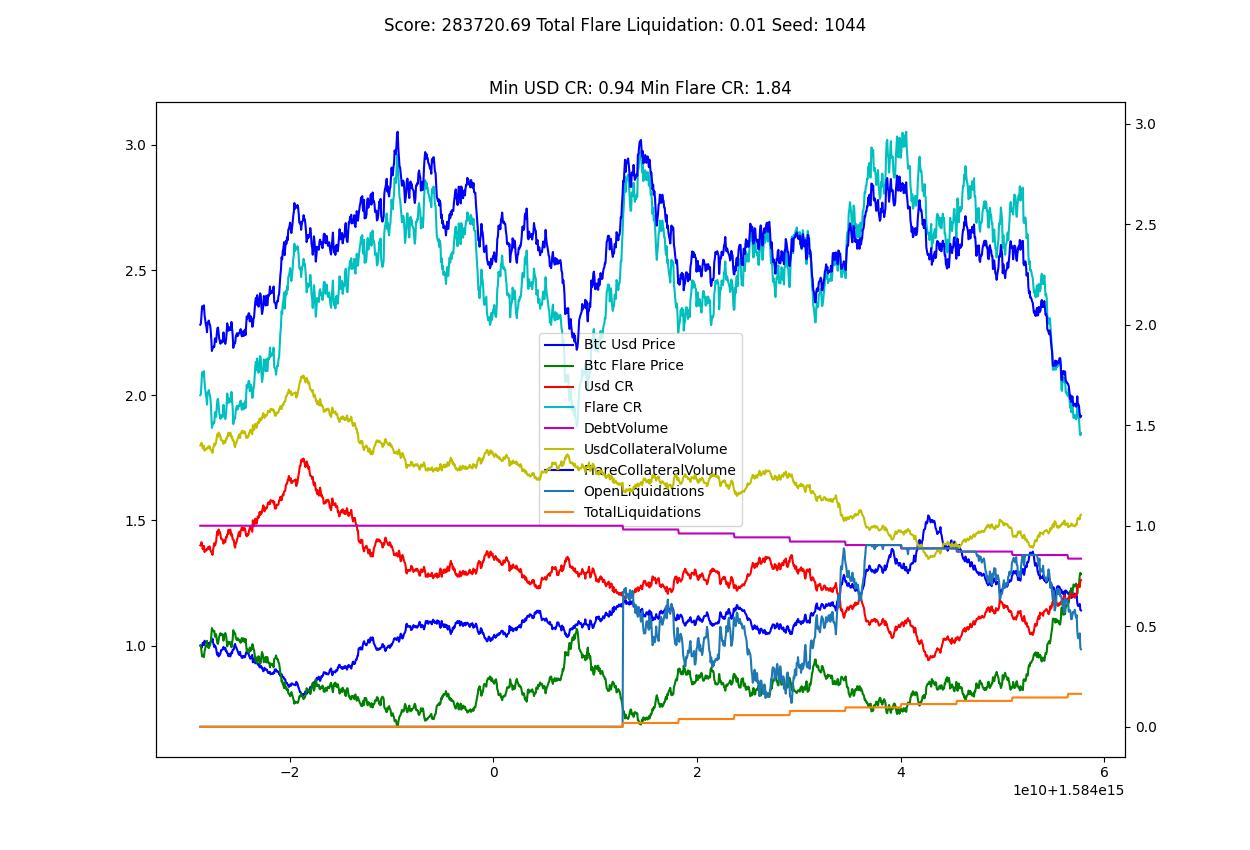 Score: 283720.69 Total Flare Liquidation: 0.01 Seed: 1044
Min USD CR: 0.94 Min Flare CR: 1.84
3.0
2.5
2.0
1.5
1.0
3.0
2.5
2.0
1.5
1.0
0.5
0.0
Btc Usd Price
Btc Flare Price
Usd CR
Flare CR
DebtVolume
UsdCollateralVolume
FlareCollateralVolume
OpenLiquidations
TotalLiquidations
−2 0 2 4 6
1e10+1.584e15